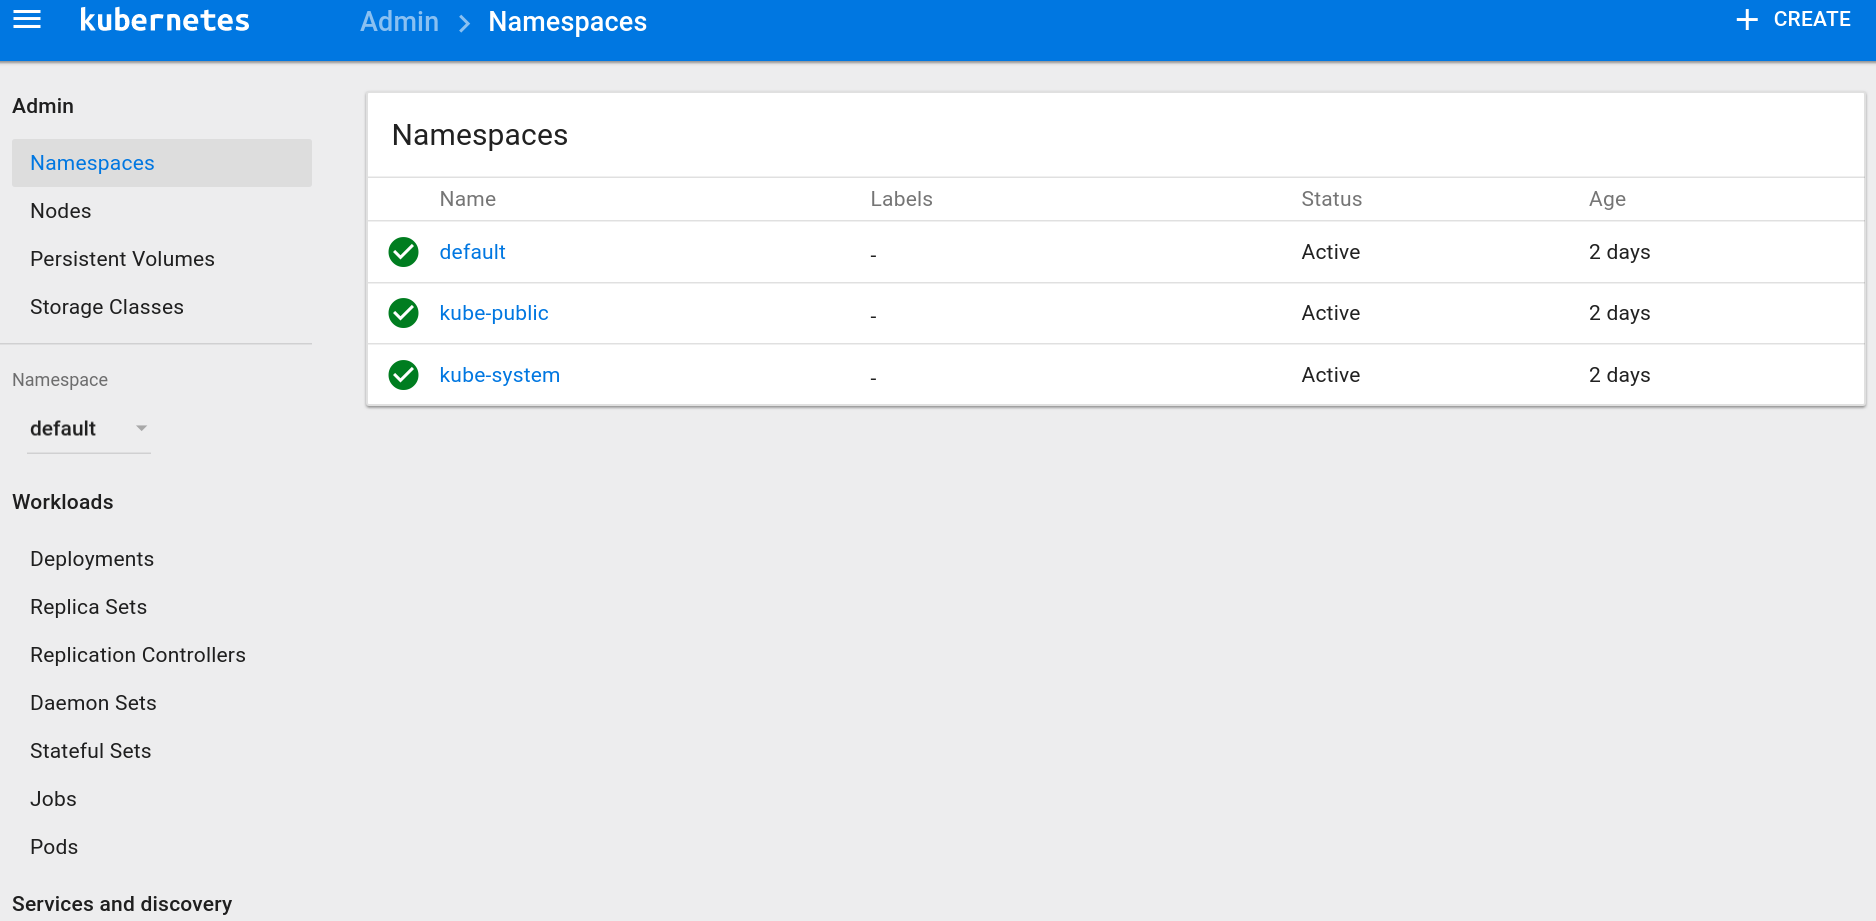 kubernetes
Admin > Namespaces
CREATE
Admin
Namespaces
Nodes
Persistent Volumes
Storage Classes
Namespace
default
Workloads
Deployments
Replica Sets
Replication Controllers
Daemon Sets
Stateful Sets
Jobs
Pods
Services and discovery
Namespaces
Name Labels Status Age
default - Active 2 days
kube-public - Active 2 days
kube-system - Active 2 days